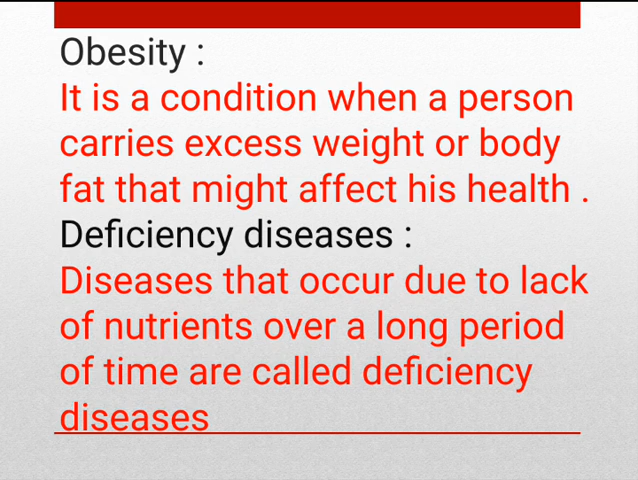 Obesity :
It is a condition when a person
carries excess weight or body
fat that might affect his health .
Deficiency diseases :
Diseases that occur due to lack
of nutrients over a long period
of time are called deficiency
diseases